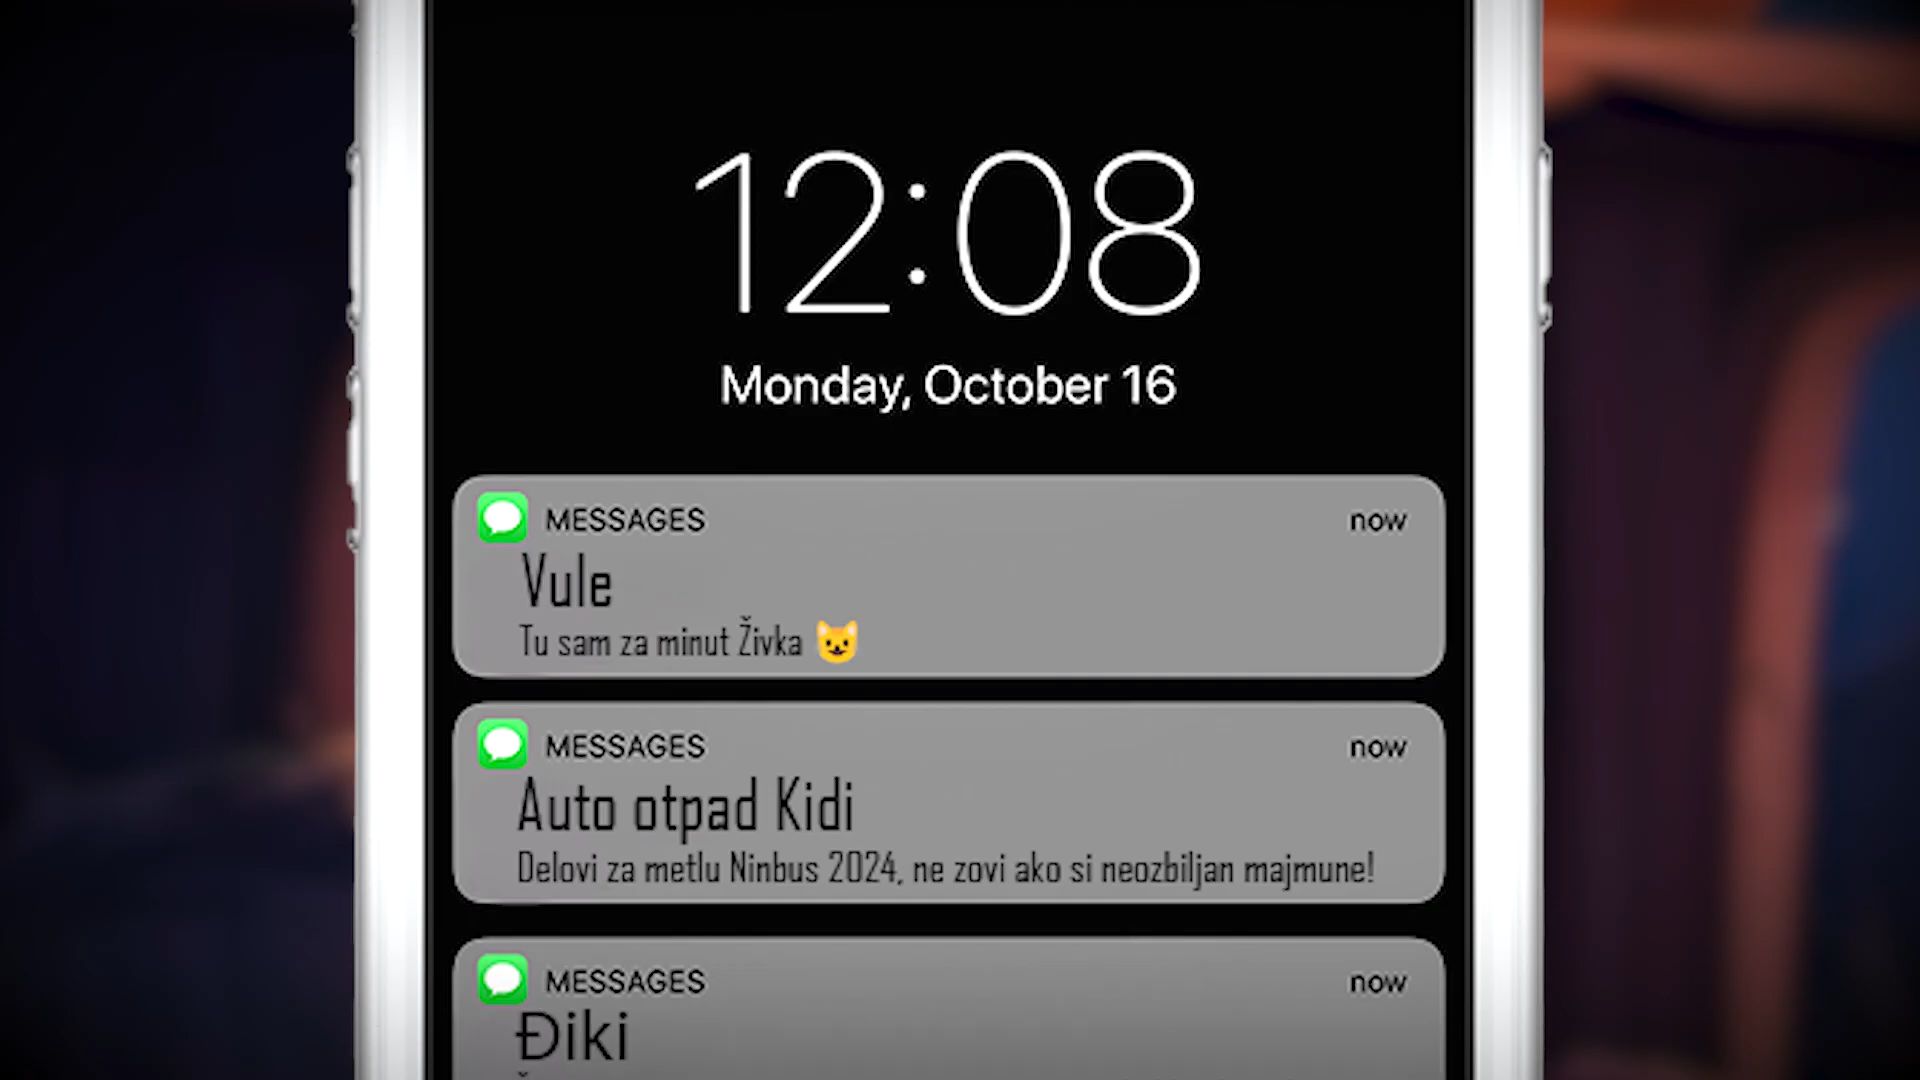 12:08
Monday, October 16
MESSAGES now
Vule
Tu sam za minut Živka 😺
MESSAGES now
Auto otpad Kidi
Delovi za metlu Ninbus 2024, ne zovi ako si neozbiljan majmune!
MESSAGES now
Điki